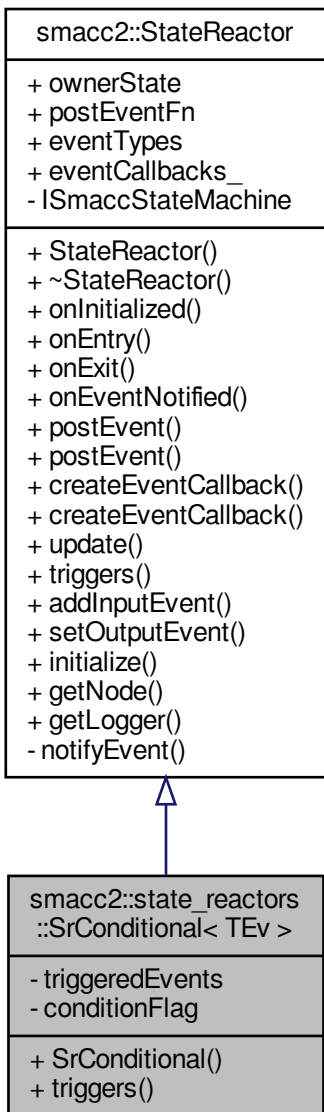 smacc2::StateReactor
+ ownerState
+ postEventFn
+ eventTypes
+ eventCallbacks_
- ISmaccStateMachine
+ StateReactor()
+ ~StateReactor()
+ onInitialized()
+ onEntry()
+ onExit()
+ onEventNotified()
+ postEvent()
+ postEvent()
+ createEventCallback()
+ createEventCallback()
+ update()
+ triggers()
+ addInputEvent()
+ setOutputEvent()
+ initialize()
+ getNode()
+ getLogger()
- notifyEvent()
smacc2::state_reactors
::SrConditional< TEv >
- triggeredEvents
- conditionFlag
+ SrConditional()
+ triggers()